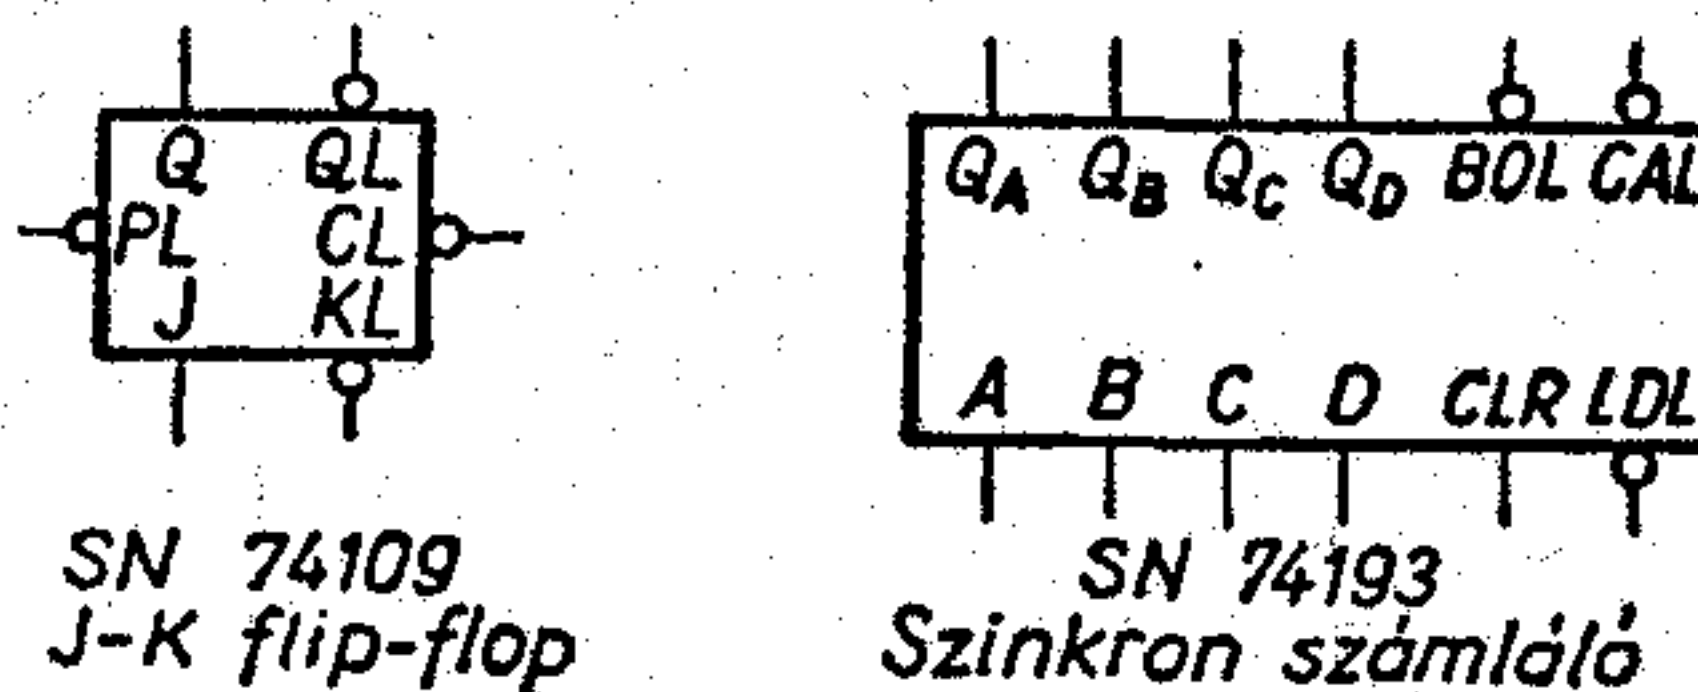 Q QL
PL CL
J KL
SN 74109
J-K flip-flop
QA QB QC QD BOL CAL
A B C D CLR LDL
SN 74193
Szinkron számláló